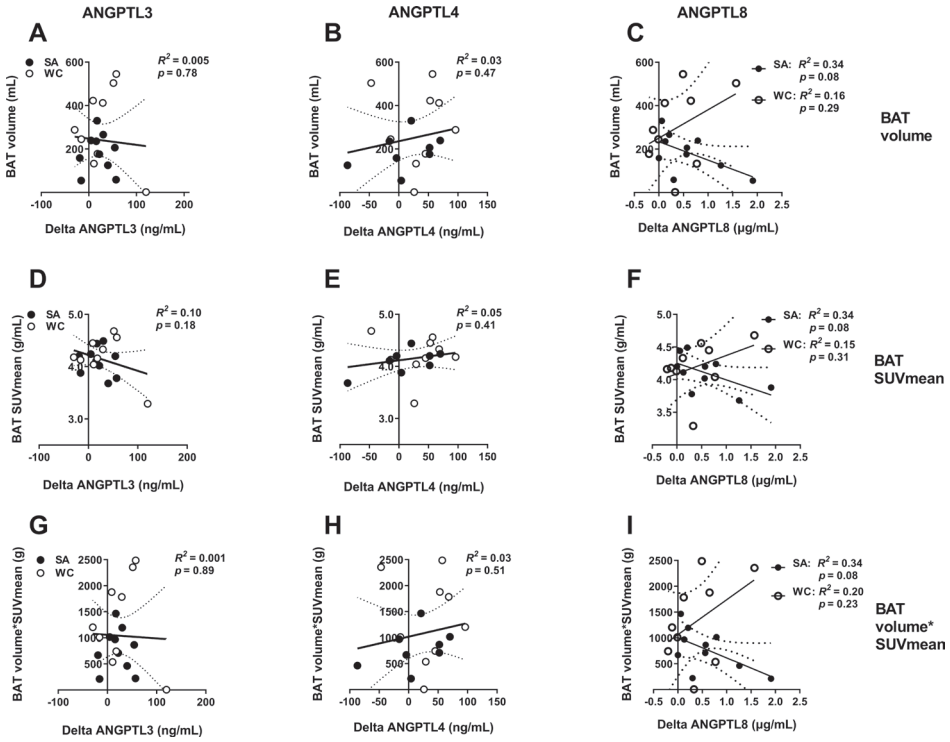 ANGPTL3 ANGPTL4 ANGPTL8
A
SA
WC
R² = 0.005
p = 0.78
BAT volume (mL)
600
400
200
-100 0 100 200
Delta ANGPTL3 (ng/mL)
B
R² = 0.03
p = 0.47
BAT volume (mL)
600
400
200
-100 -50 0 50 100 150
Delta ANGPTL4 (ng/mL)
C
SA: R² = 0.34
p = 0.08
WC: R² = 0.16
p = 0.29
BAT volume (mL)
600
400
200
0
-0.5 0.0 0.5 1.0 1.5 2.0 2.5
Delta ANGPTL8 (µg/mL)
BAT
volume
D
SA
WC
R² = 0.10
p = 0.18
BAT SUVmean (g/mL)
5.0
4.0
3.0
-100 0 100 200
Delta ANGPTL3 (ng/mL)
E
R² = 0.05
p = 0.41
BAT SUVmean (g/mL)
5.0
4.0
3.0
-100 -50 0 50 100 150
Delta ANGPTL4 (ng/mL)
F
SA: R² = 0.34
p = 0.08
WC: R² = 0.15
p = 0.31
BAT SUVmean (g/mL)
5.0
4.5
4.0
3.5
-0.5 0.0 0.5 1.0 1.5 2.0 2.5
Delta ANGPTL8 (µg/mL)
BAT
SUVmean
G
SA
WC
R² = 0.001
p = 0.89
BAT volume*SUVmean (g)
2500
2000
1500
1000
500
-100 0 100 200
Delta ANGPTL3 (ng/mL)
H
R² = 0.03
p = 0.51
BAT volume*SUVmean (g)
2500
2000
1500
1000
500
-100 -50 0 50 100 150
Delta ANGPTL4 (ng/mL)
I
SA: R² = 0.34
p = 0.08
WC: R² = 0.20
p = 0.23
BAT volume*SUVmean (g)
2500
2000
1500
1000
500
0
-0.5 0.0 0.5 1.0 1.5 2.0 2.5
Delta ANGPTL8 (µg/mL)
BAT
volume*
SUVmean